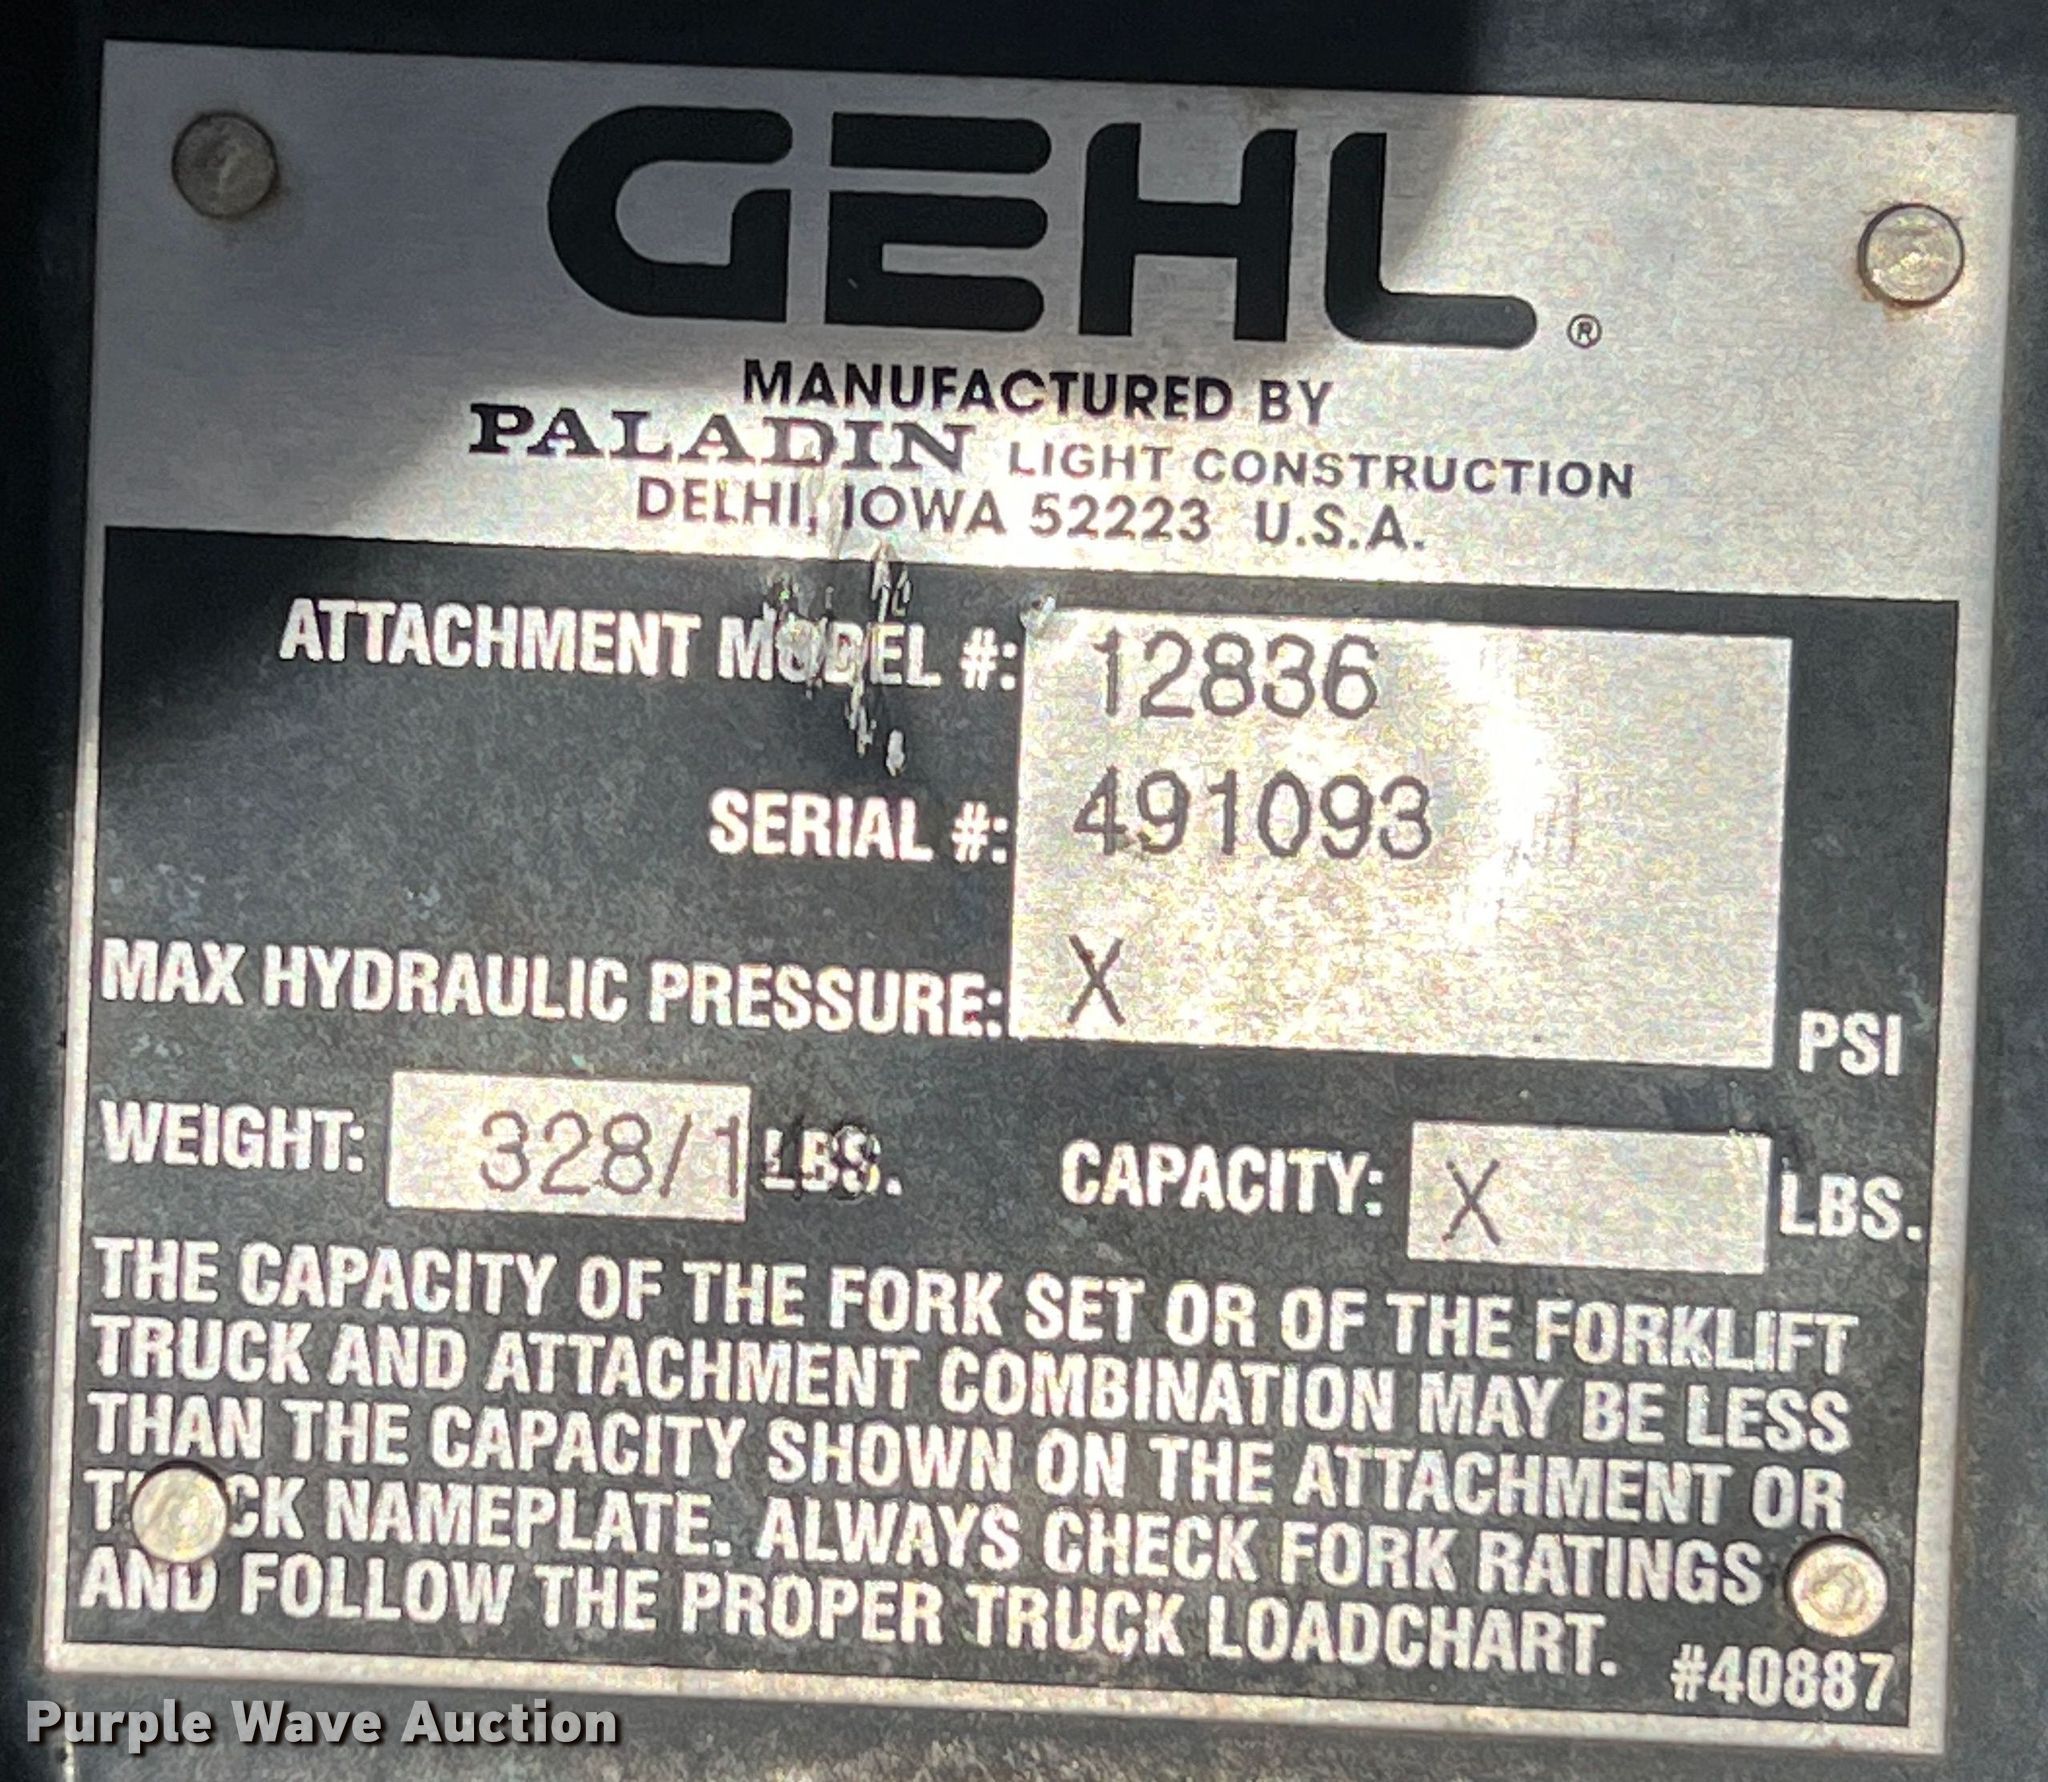 GEHL®
MANUFACTURED BY
PALADIN LIGHT CONSTRUCTION
DELHI, IOWA 52223 U.S.A.
ATTACHMENT MODEL #: 12836
SERIAL #: 491093
MAX HYDRAULIC PRESSURE: X PSI
WEIGHT: 328/1 LBS. CAPACITY: X LBS.
THE CAPACITY OF THE FORK SET OR OF THE FORKLIFT
TRUCK AND ATTACHMENT COMBINATION MAY BE LESS
THAN THE CAPACITY SHOWN ON THE ATTACHMENT OR
TRUCK NAMEPLATE. ALWAYS CHECK FORK RATINGS
AND FOLLOW THE PROPER TRUCK LOADCHART. #40887
Purple Wave Auction